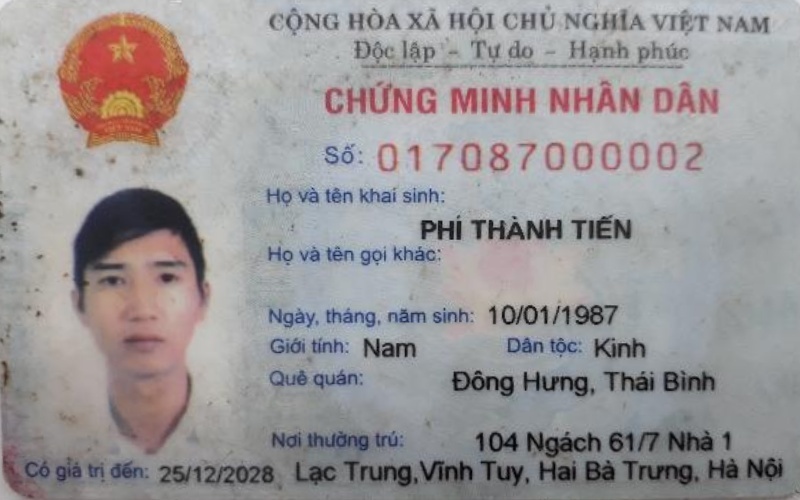 CỘNG HÒA XÃ HỘI CHỦ NGHĨA VIỆT NAM
Độc lập - Tự do - Hạnh phúc
CHỨNG MINH NHÂN DÂN
Số: 017087000002
Họ và tên khai sinh:
PHÍ THÀNH TIẾN
Họ và tên gọi khác:
Ngày, tháng, năm sinh: 10/01/1987
Giới tính: Nam Dân tộc: Kinh
Quê quán: Đông Hưng, Thái Bình
Nơi thường trú: 104 Ngách 61/7 Nhà 1
Có giá trị đến: 25/12/2028 Lạc Trung,Vĩnh Tuy, Hai Bà Trưng, Hà Nội